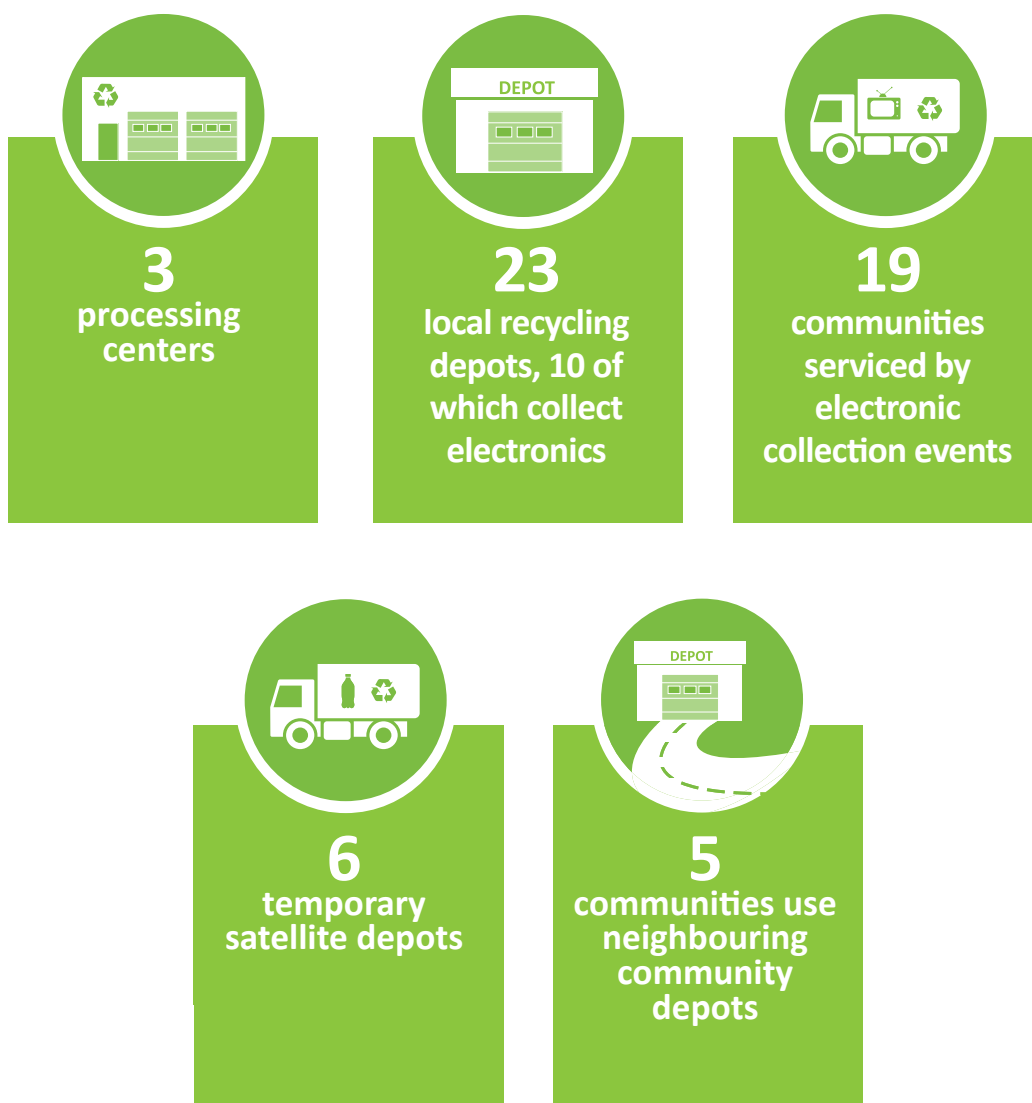 DEPOT
3
processing
centers
23
local recycling
depots, 10 of
which collect
electronics
19
communities
serviced by
electronic
collection events
6
temporary
satellite depots
DEPOT
5
communities use
neighbouring
community
depots